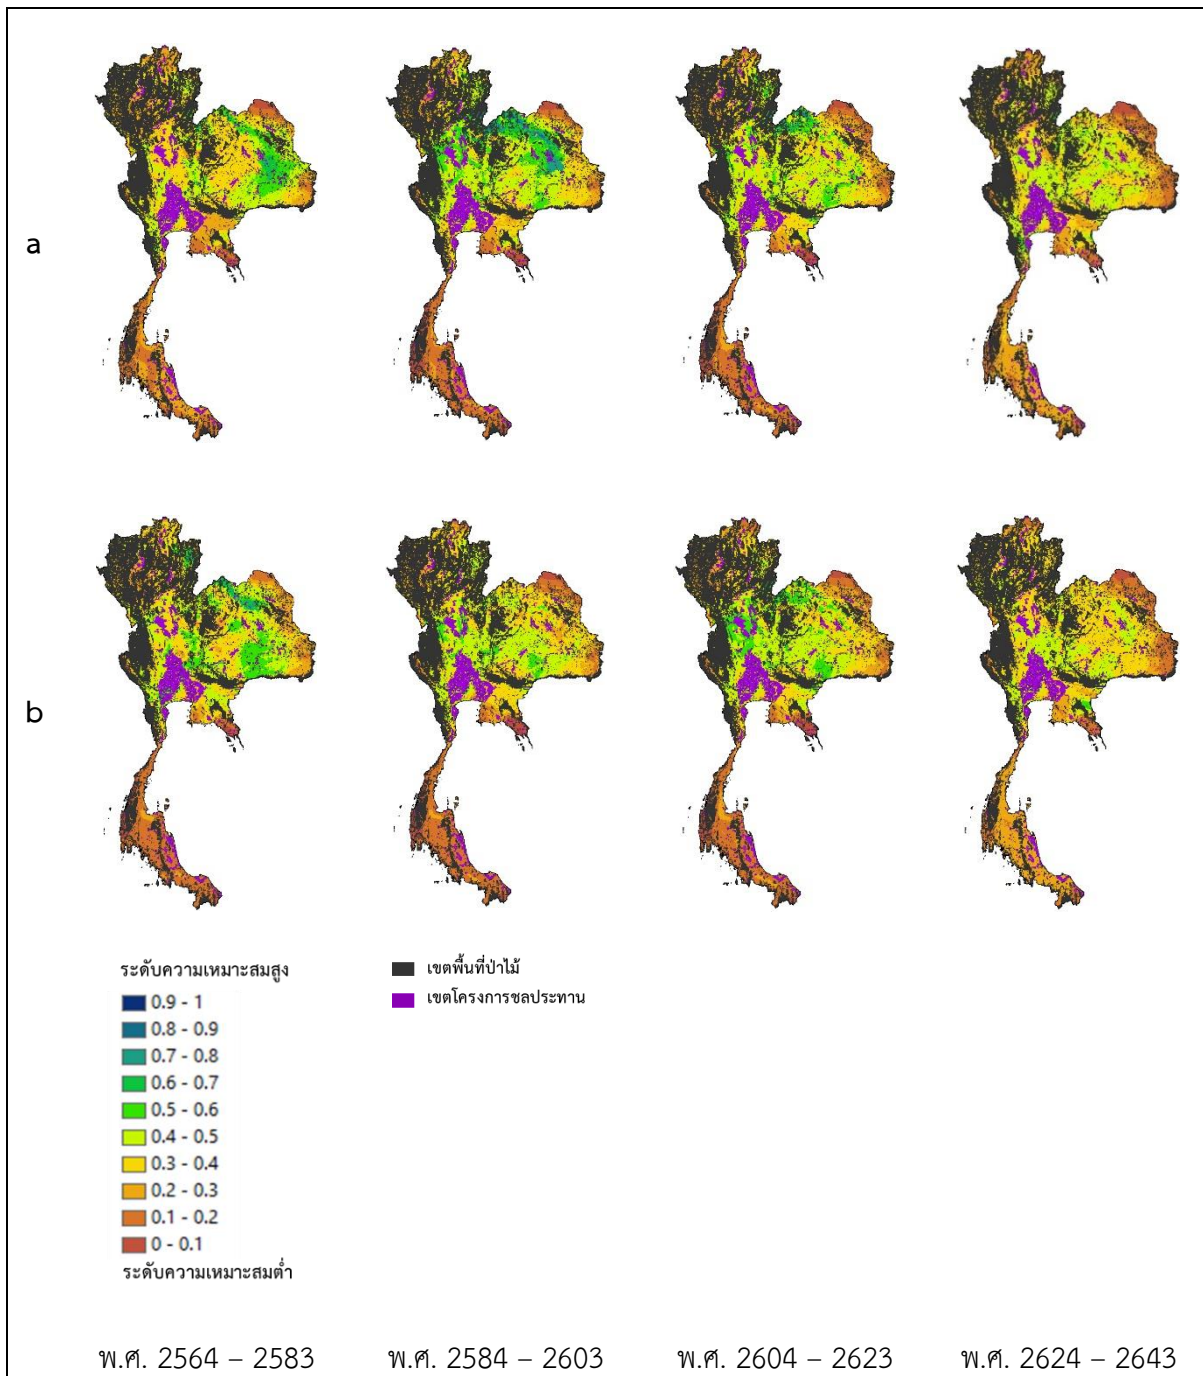 a
b
ระดับความเหมาะสมสูง
0.9 - 1
0.8 - 0.9
0.7 - 0.8
0.6 - 0.7
0.5 - 0.6
0.4 - 0.5
0.3 - 0.4
0.2 - 0.3
0.1 - 0.2
0 - 0.1
ระดับความเหมาะสมต่ำ
เขตพื้นที่ป่าไม้
เขตโครงการชลประทาน
พ.ศ. 2564 – 2583
พ.ศ. 2584 – 2603
พ.ศ. 2604 – 2623
พ.ศ. 2624 – 2643